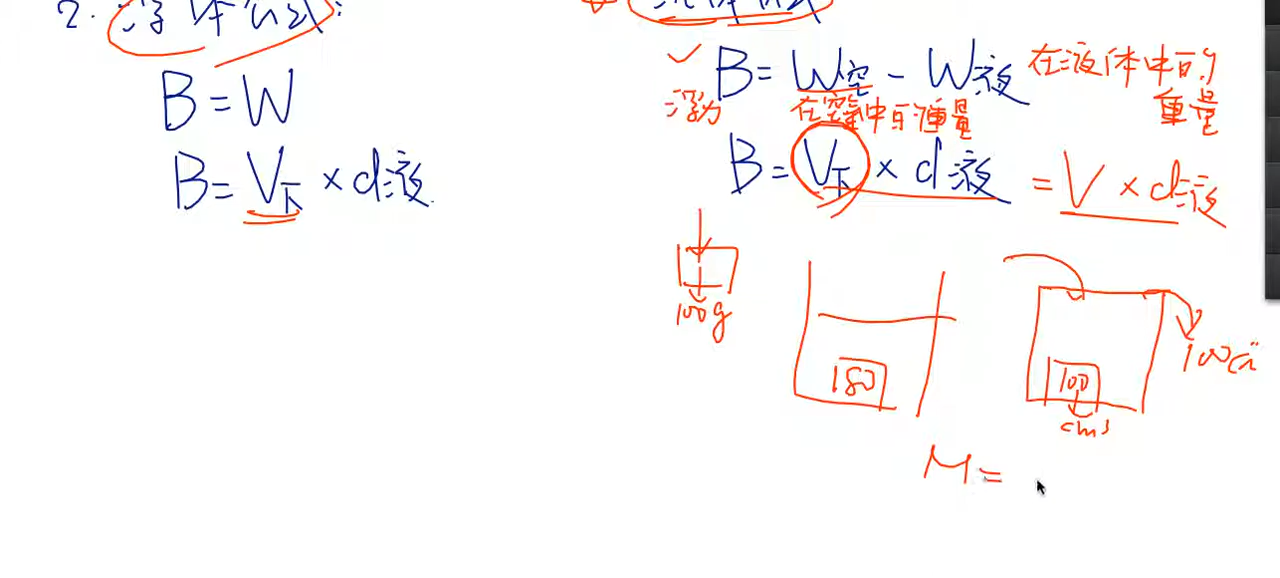 2. 浮体公式:
B = W
B = V下 × d液
沉体公式
B = W空 - W液 在液体中的重量
浮力 在空氣中的重量
B = V下 × d液 = V × d液
100g
180
100
cm³
M =